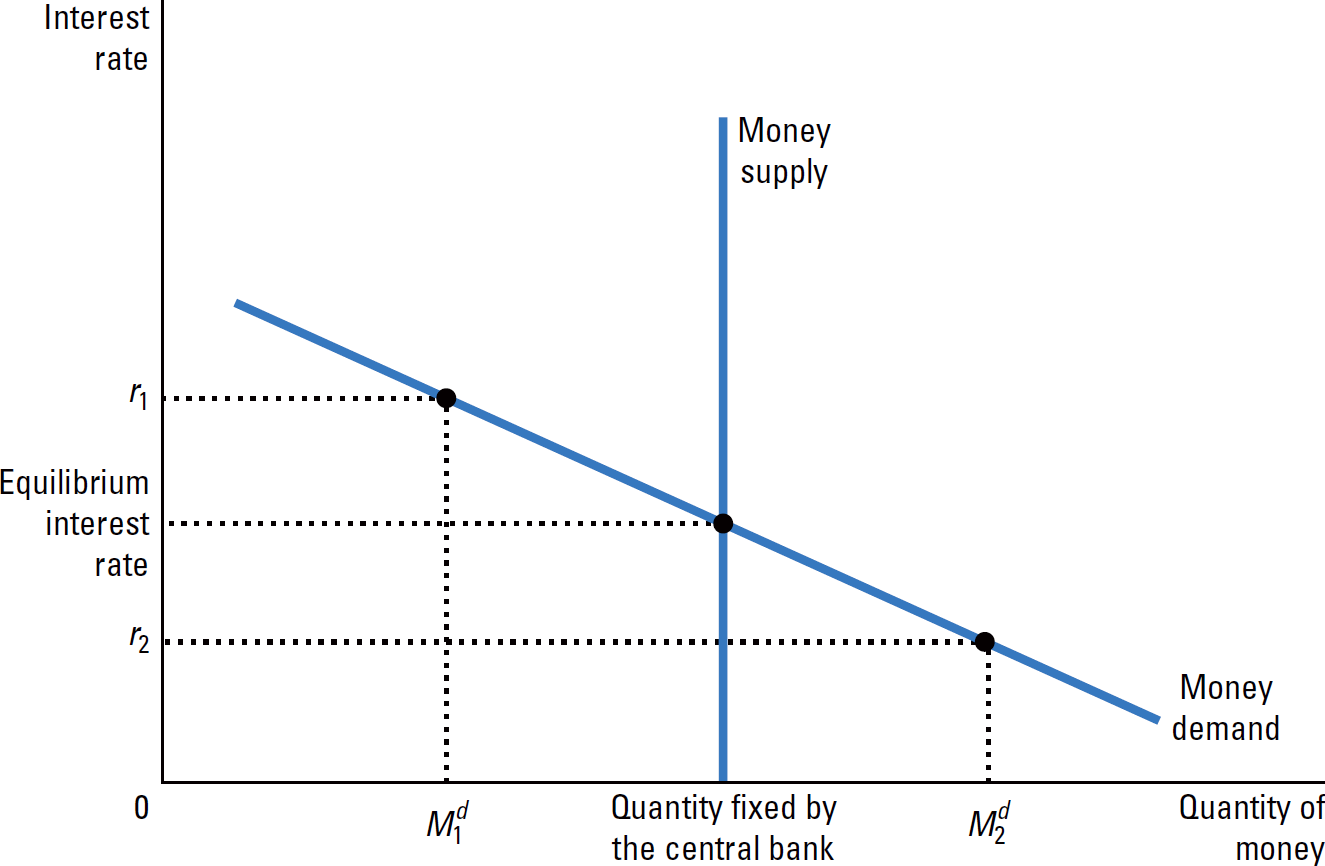 Interest
rate
Money
supply
r1
Equilibrium
interest
rate
r2
Money
demand
0
M1d
Quantity fixed by
the central bank
M2d
Quantity of
money